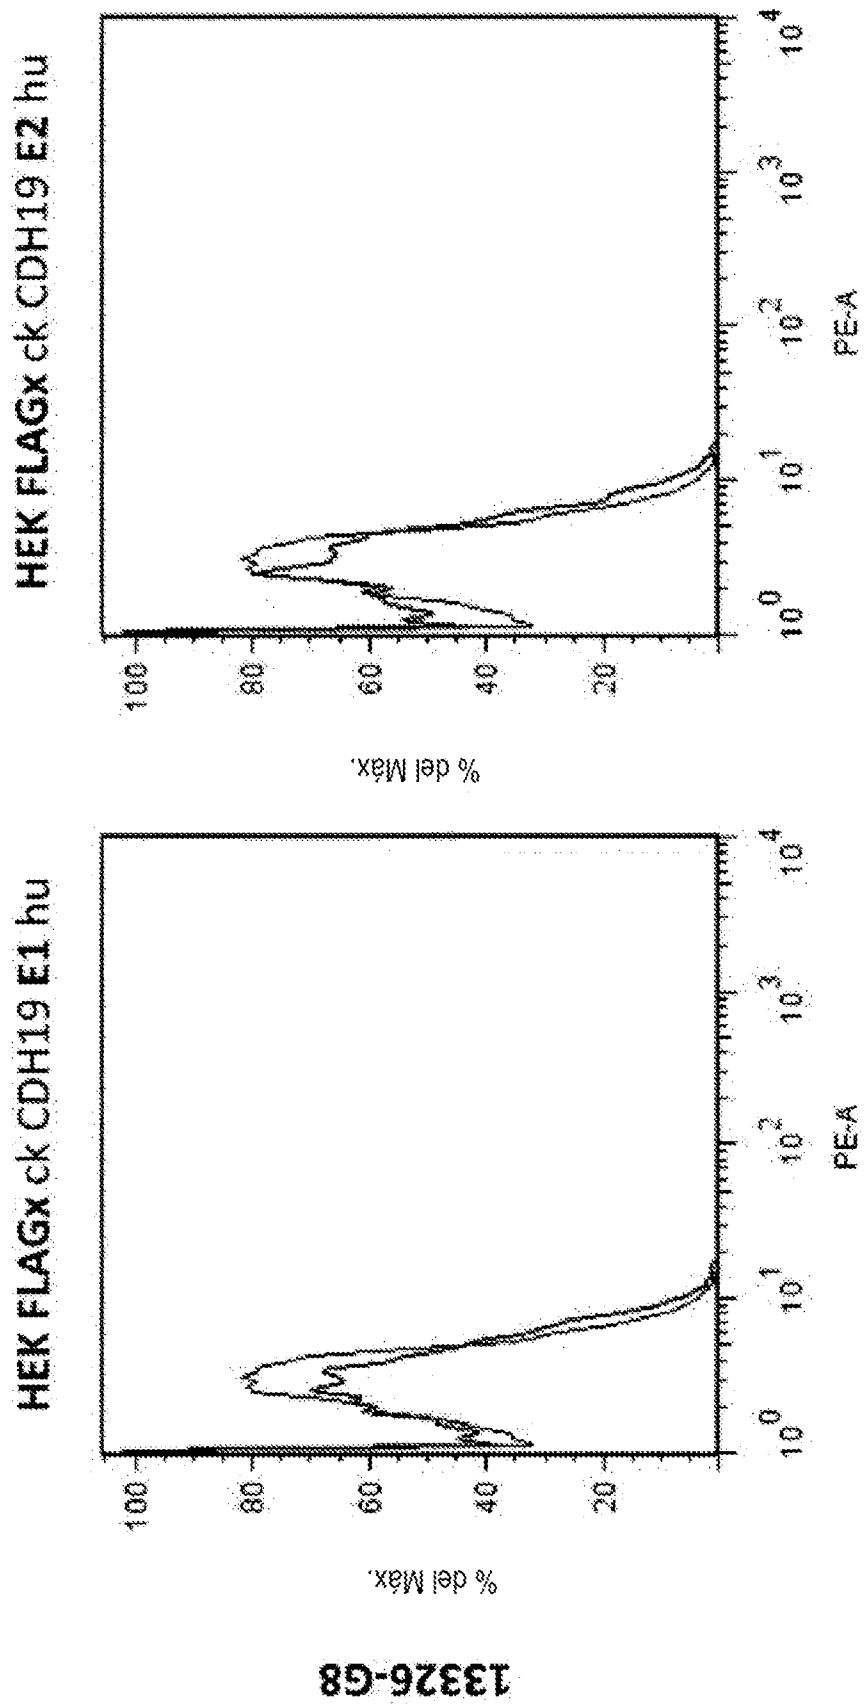 HEK FLAGx ck CDH19 E1 hu
HEK FLAGx ck CDH19 E2 hu
13326-G8
% del Máx.
100
80
60
40
20
10^0
10^1
10^2
10^3
10^4
PE-A
% del Máx.
100
80
60
40
20
10^0
10^1
10^2
10^3
10^4
PE-A